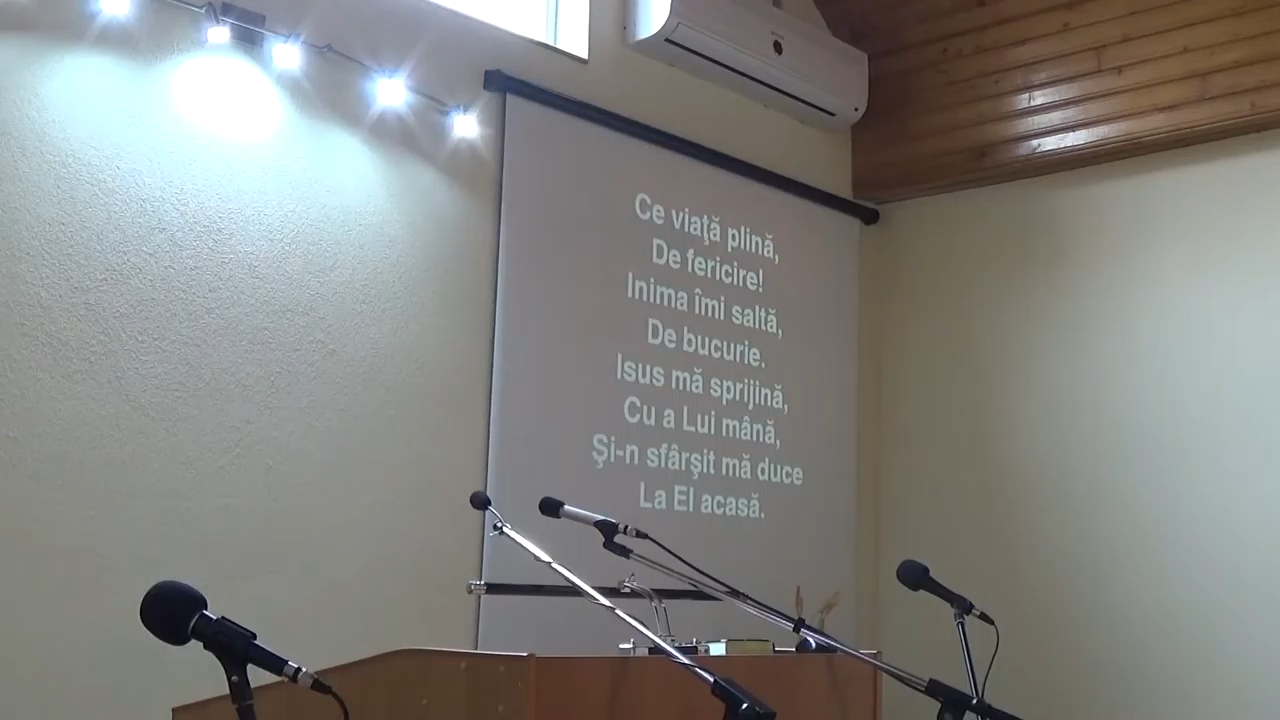 Ce viaţă plină,
De fericire!
Inima îmi saltă,
De bucurie.
Isus mă sprijină,
Cu a Lui mână,
Şi-n sfârşit mă duce
La El acasă.